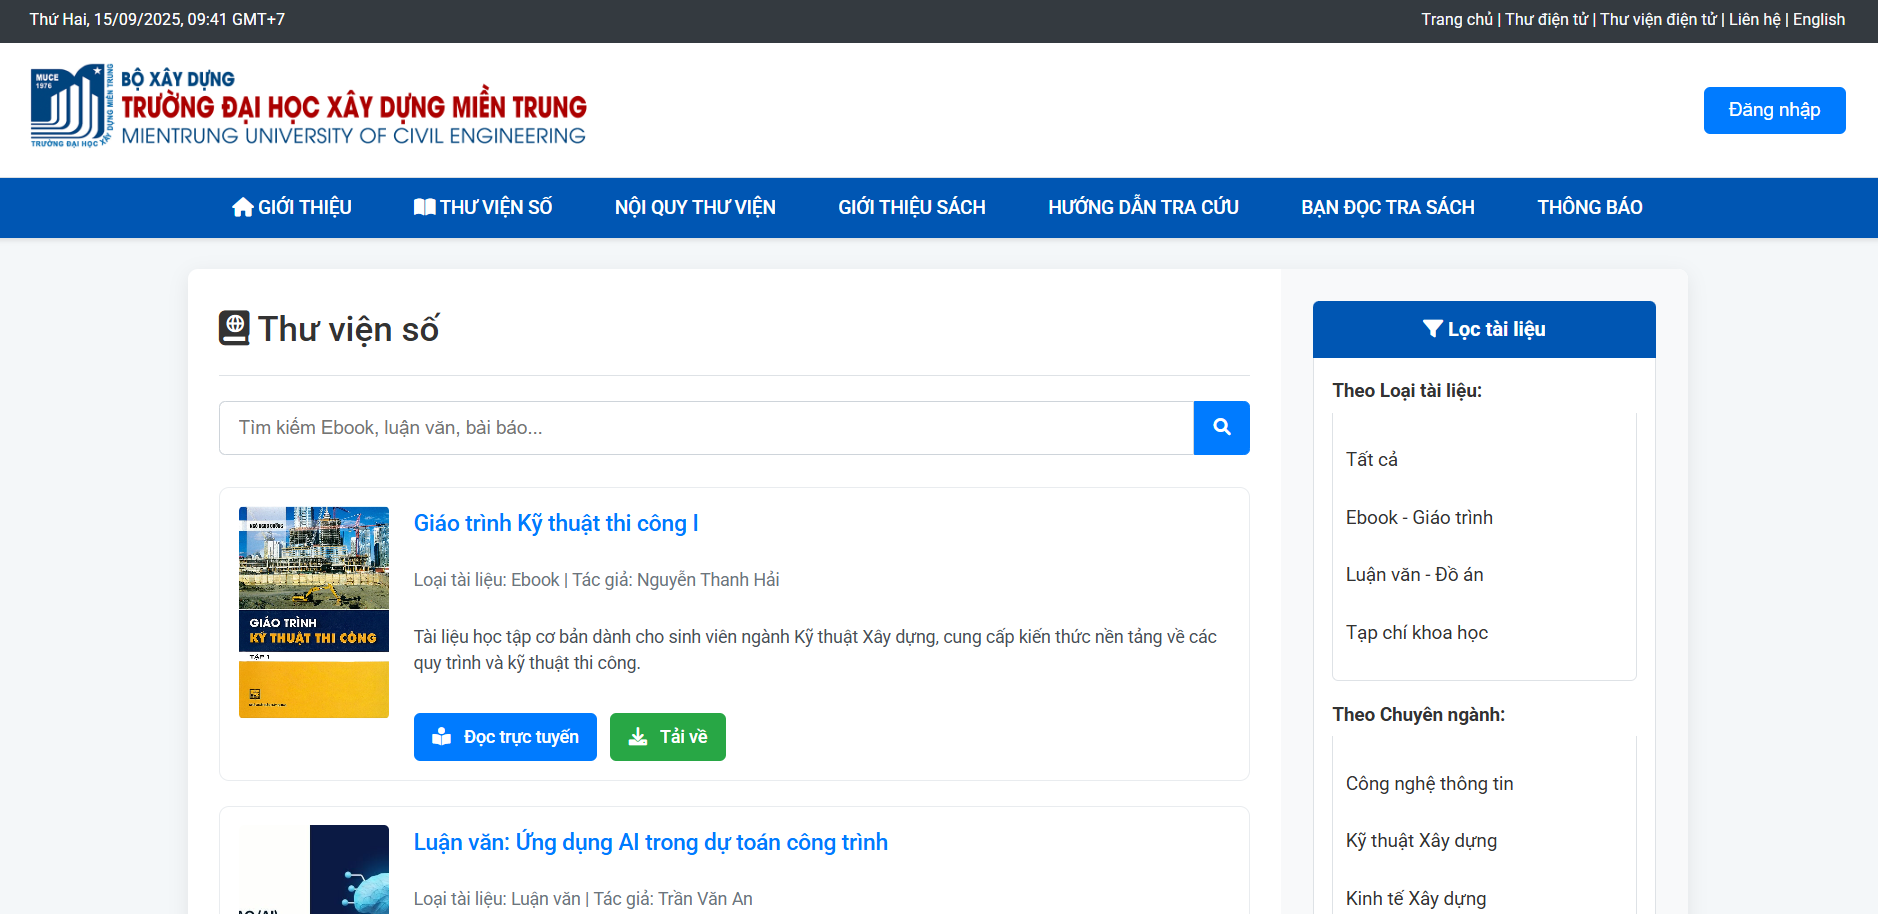 Thứ Hai, 15/09/2025, 09:41 GMT+7
Trang chủ | Thư điện tử | Thư viện điện tử | Liên hệ | English
MUCE
1976
TRƯỜNG ĐẠI HỌC XÂY DỰNG MIỀN TRUNG
BỘ XÂY DỰNG
TRƯỜNG ĐẠI HỌC XÂY DỰNG MIỀN TRUNG
MIENTRUNG UNIVERSITY OF CIVIL ENGINEERING
Đăng nhập
GIỚI THIỆU
THƯ VIỆN SỐ
NỘI QUY THƯ VIỆN
GIỚI THIỆU SÁCH
HƯỚNG DẪN TRA CỨU
BẠN ĐỌC TRA SÁCH
THÔNG BÁO
Thư viện số
Tìm kiếm Ebook, luận văn, bài báo...
GIÁO TRÌNH
KỸ THUẬT THI CÔNG
TẬP 1
Giáo trình Kỹ thuật thi công I
Loại tài liệu: Ebook | Tác giả: Nguyễn Thanh Hải
Tài liệu học tập cơ bản dành cho sinh viên ngành Kỹ thuật Xây dựng, cung cấp kiến thức nền tảng về các
quy trình và kỹ thuật thi công.
Đọc trực tuyến
Tải về
Luận văn: Ứng dụng AI trong dự toán công trình
Loại tài liệu: Luận văn | Tác giả: Trần Văn An
Lọc tài liệu
Theo Loại tài liệu:
Tất cả
Ebook - Giáo trình
Luận văn - Đồ án
Tạp chí khoa học
Theo Chuyên ngành:
Công nghệ thông tin
Kỹ thuật Xây dựng
Kinh tế Xây dựng